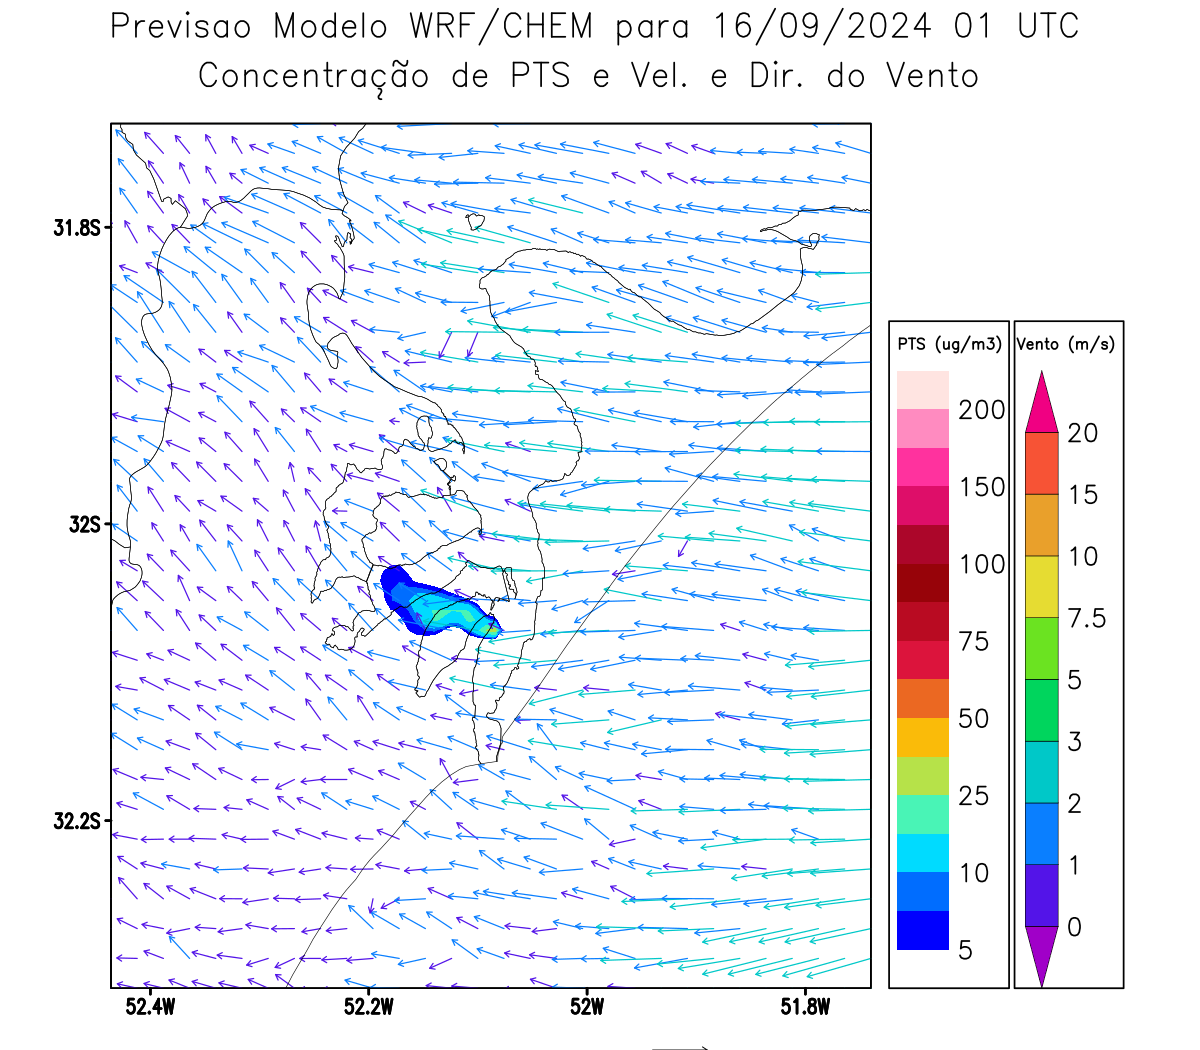 Previsao Modelo WRF/CHEM para 16/09/2024 01 UTC
Concentração de PTS e Vel. e Dir. do Vento
31.8S
32S
32.2S
52.4W
52.2W
52W
51.8W
PTS (ug/m3)
200
150
100
75
50
25
10
5
Vento (m/s)
20
15
10
7.5
5
3
2
1
0